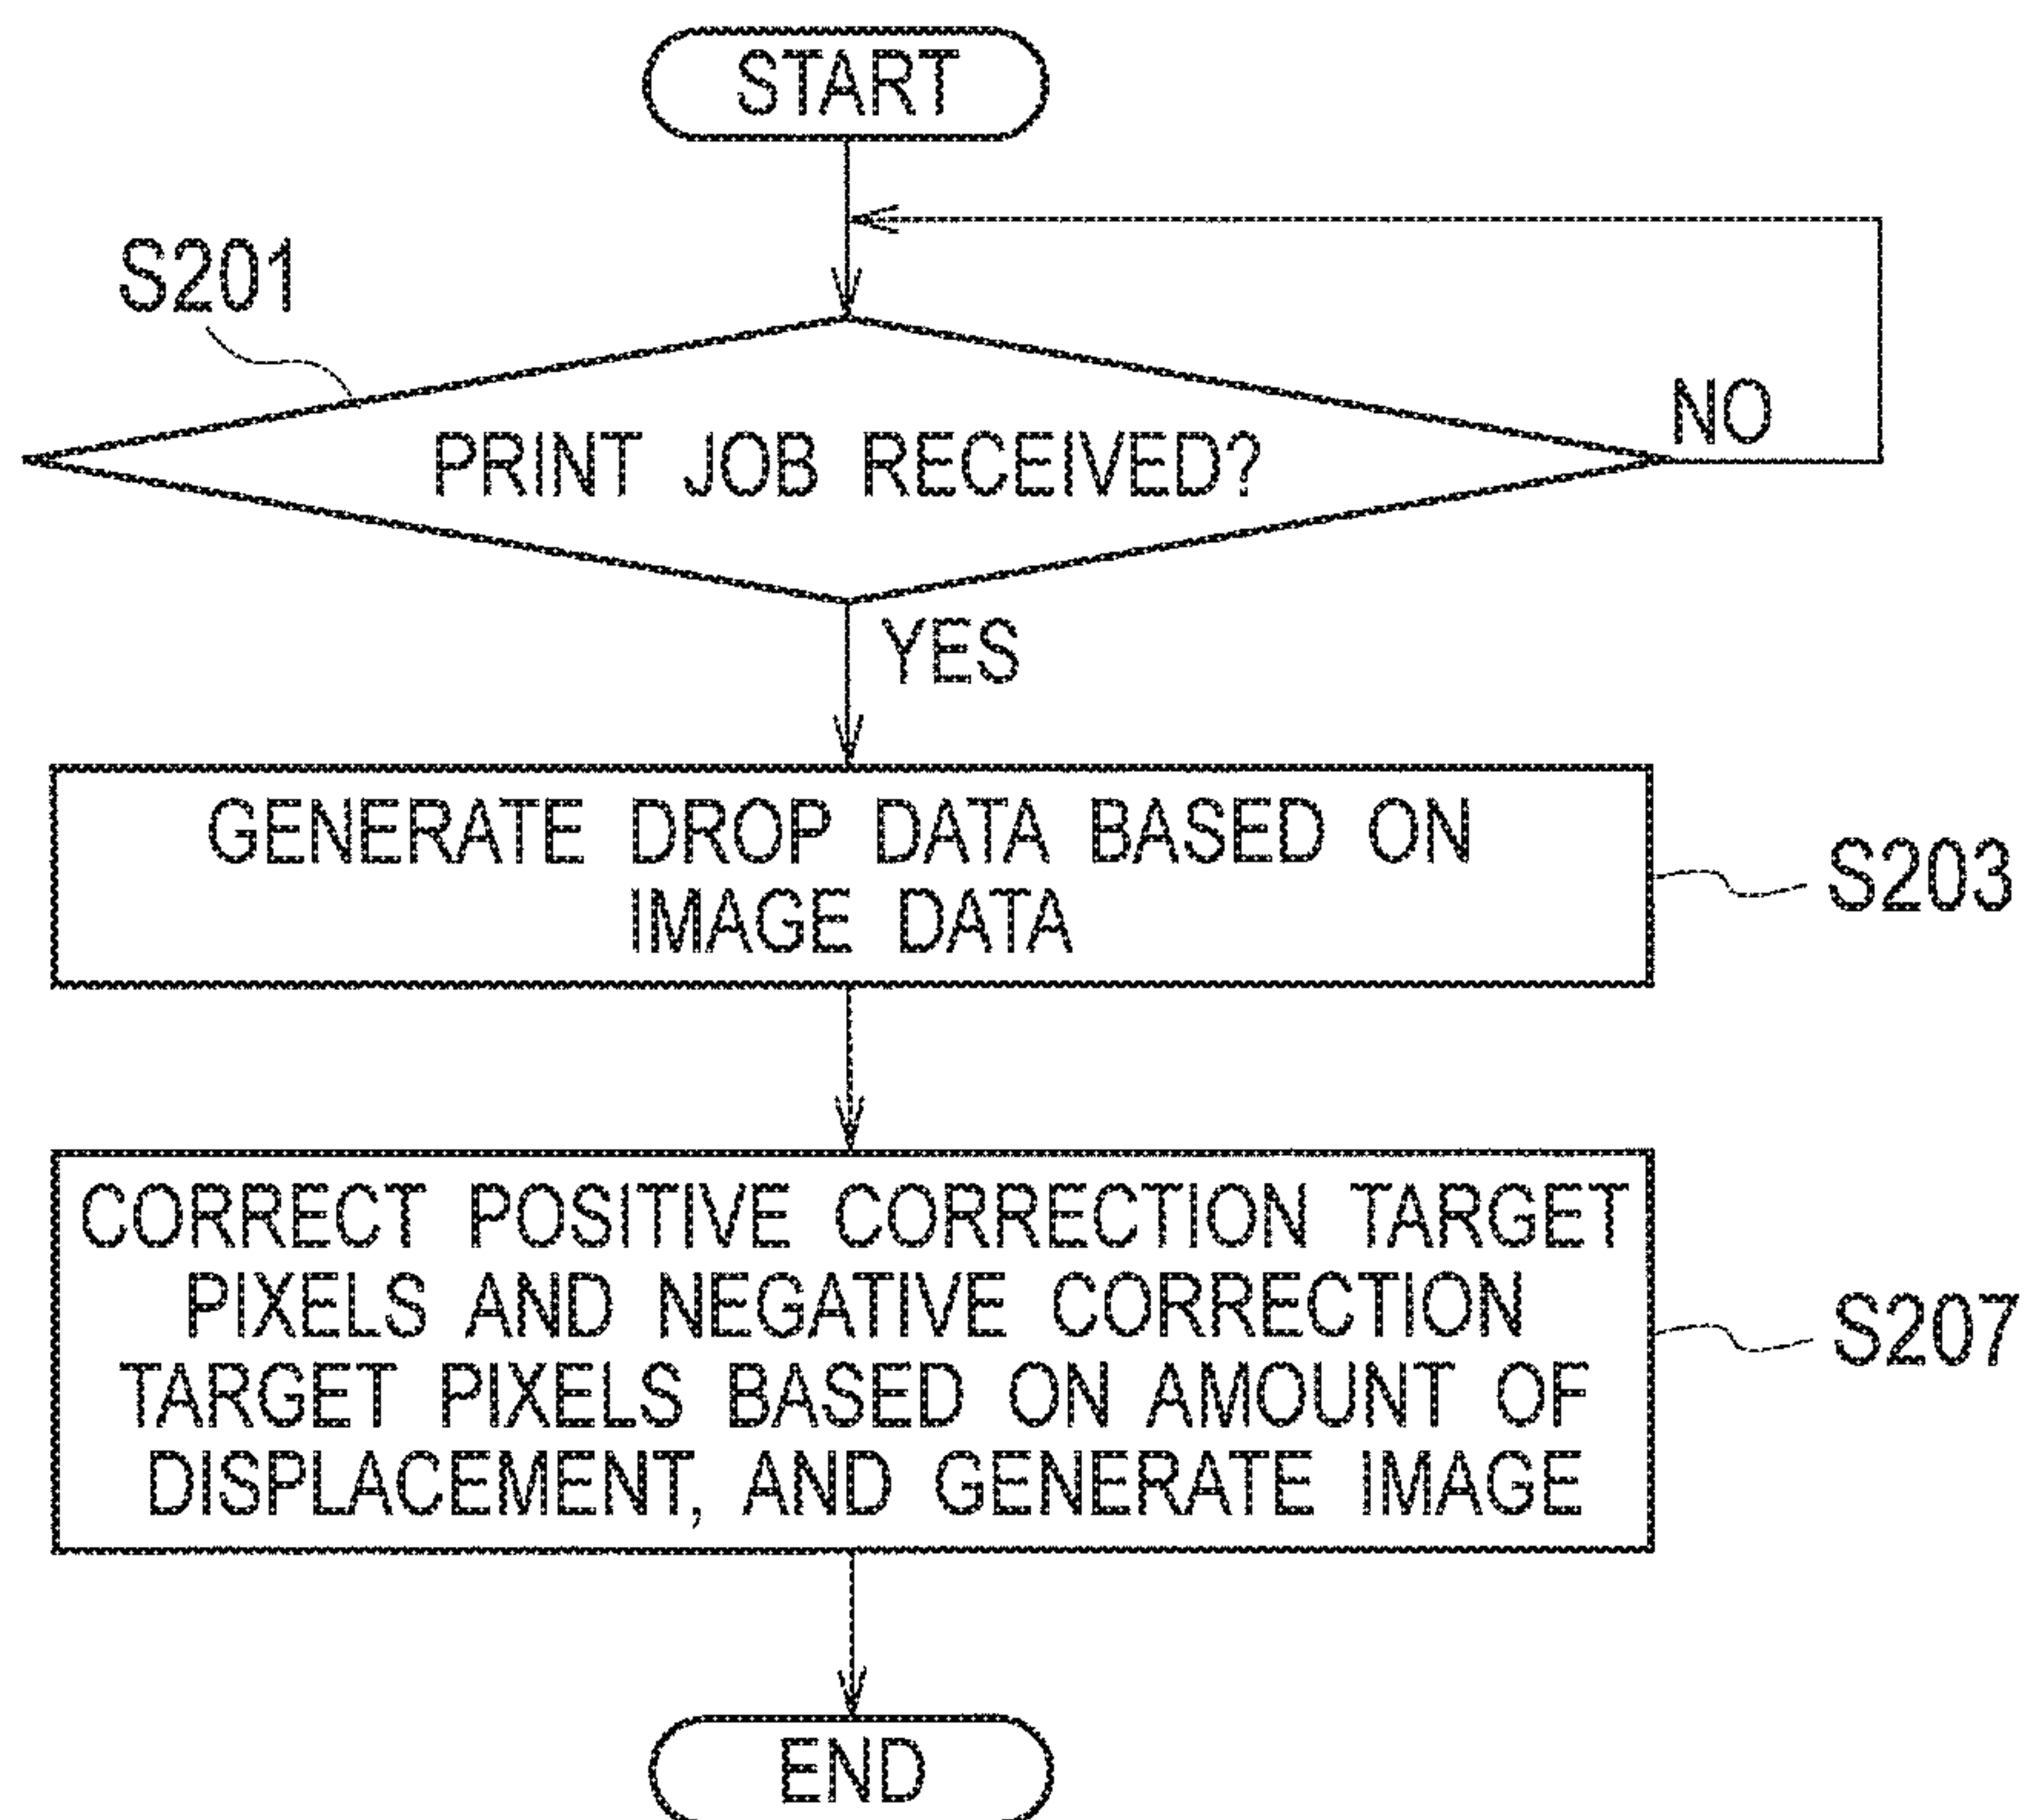 START
S201
NO
PRINT JOB RECEIVED?
YES
GENERATE DROP DATA BASED ON
IMAGE DATA
S203
CORRECT POSITIVE CORRECTION TARGET
PIXELS AND NEGATIVE CORRECTION
TARGET PIXELS BASED ON AMOUNT OF
DISPLACEMENT, AND GENERATE IMAGE
S207
END